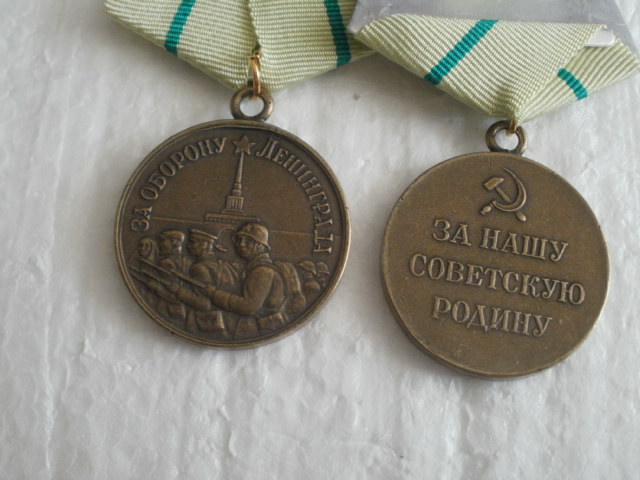 ЗА ОБОРОНУ ЛЕНИНГРАДА
ЗА НАШУ
СОВЕТСКУЮ
РОДИНУ